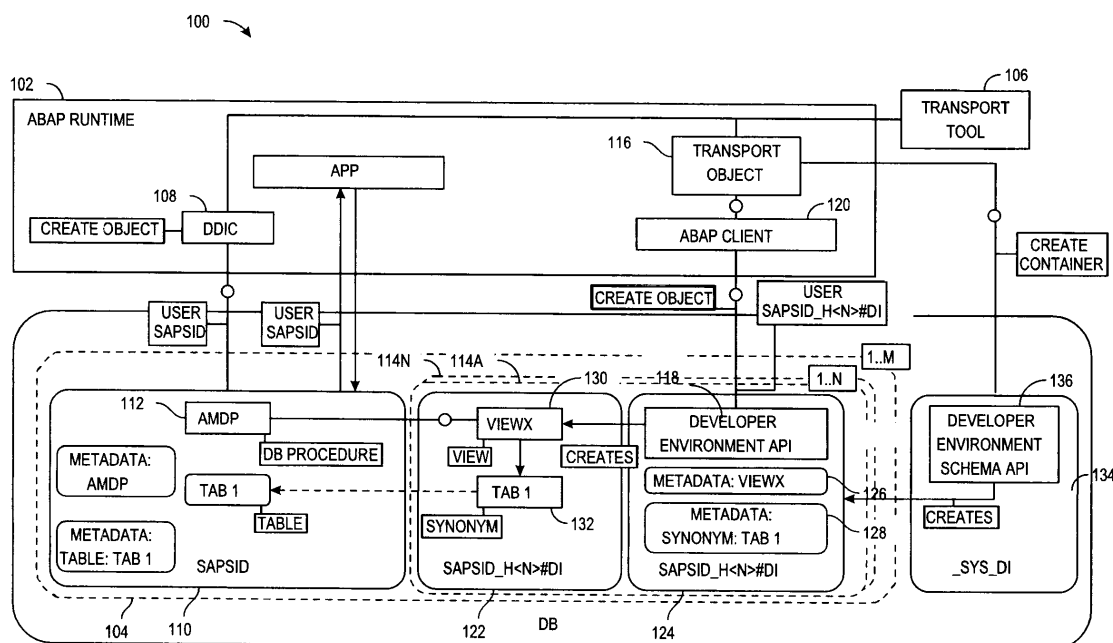 100
102
106
ABAP RUNTIME
TRANSPORT
TOOL
116
TRANSPORT
OBJECT
APP
108
120
CREATE OBJECT
DDIC
ABAP CLIENT
CREATE
CONTAINER
CREATE OBJECT
USER
SAPSID_H<N>#DI
USER
SAPSID
USER
SAPSID
114N
114A
1..M
1..N
112
130
118
136
AMDP
VIEWX
DEVELOPER
ENVIRONMENT API
DEVELOPER
ENVIRONMENT
SCHEMA API
134
DB PROCEDURE
VIEW
CREATES
METADATA:
AMDP
TAB 1
TAB 1
METADATA: VIEWX
126
TABLE
SYNONYM
132
METADATA:
SYNONYM: TAB 1
128
CREATES
METADATA:
TABLE: TAB 1
SAPSID
SAPSID_H<N>#DI
SAPSID_H<N>#DI
_SYS_DI
104
110
122
DB
124